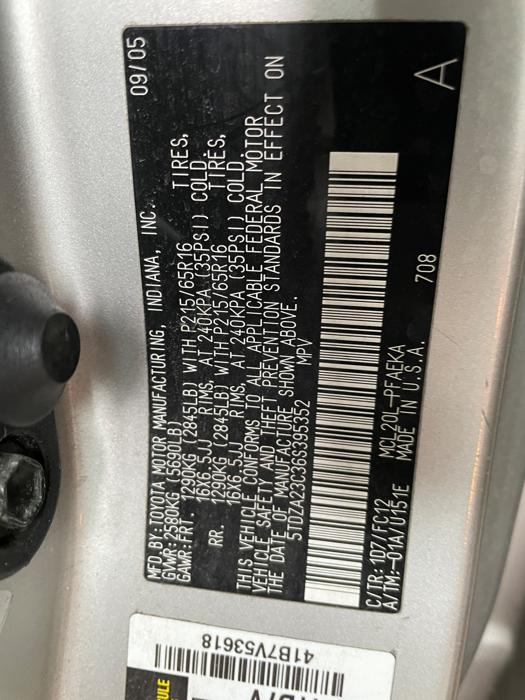 MFD.BY:TOYOTA MOTOR MANUFACTURING, INDIANA, INC. 09/05
GVWR:2580KG(5690LB)
GAWR:FRT. 1290KG (2845LB) WITH P215/65R16 TIRES,
16X6.5JJ RIMS, AT 240KPA (35PSI) COLD.
RR. 1290KG (2845LB) WITH P215/65R16 TIRES,
16X6.5JJ RIMS, AT 240KPA (35PSI) COLD.
THIS VEHICLE CONFORMS TO ALL APPLICABLE FEDERAL MOTOR
VEHICLE SAFETY AND THEFT PREVENTION STANDARDS IN EFFECT ON
THE DATE OF MANUFACTURE SHOWN ABOVE.
5TDZA23C36S395352 MPV
C/TR:1D7/FC12 MCL20L-PFAEKA 708 A
A/TM:-01A/U151E MADE IN U.S.A.
41B7V53618